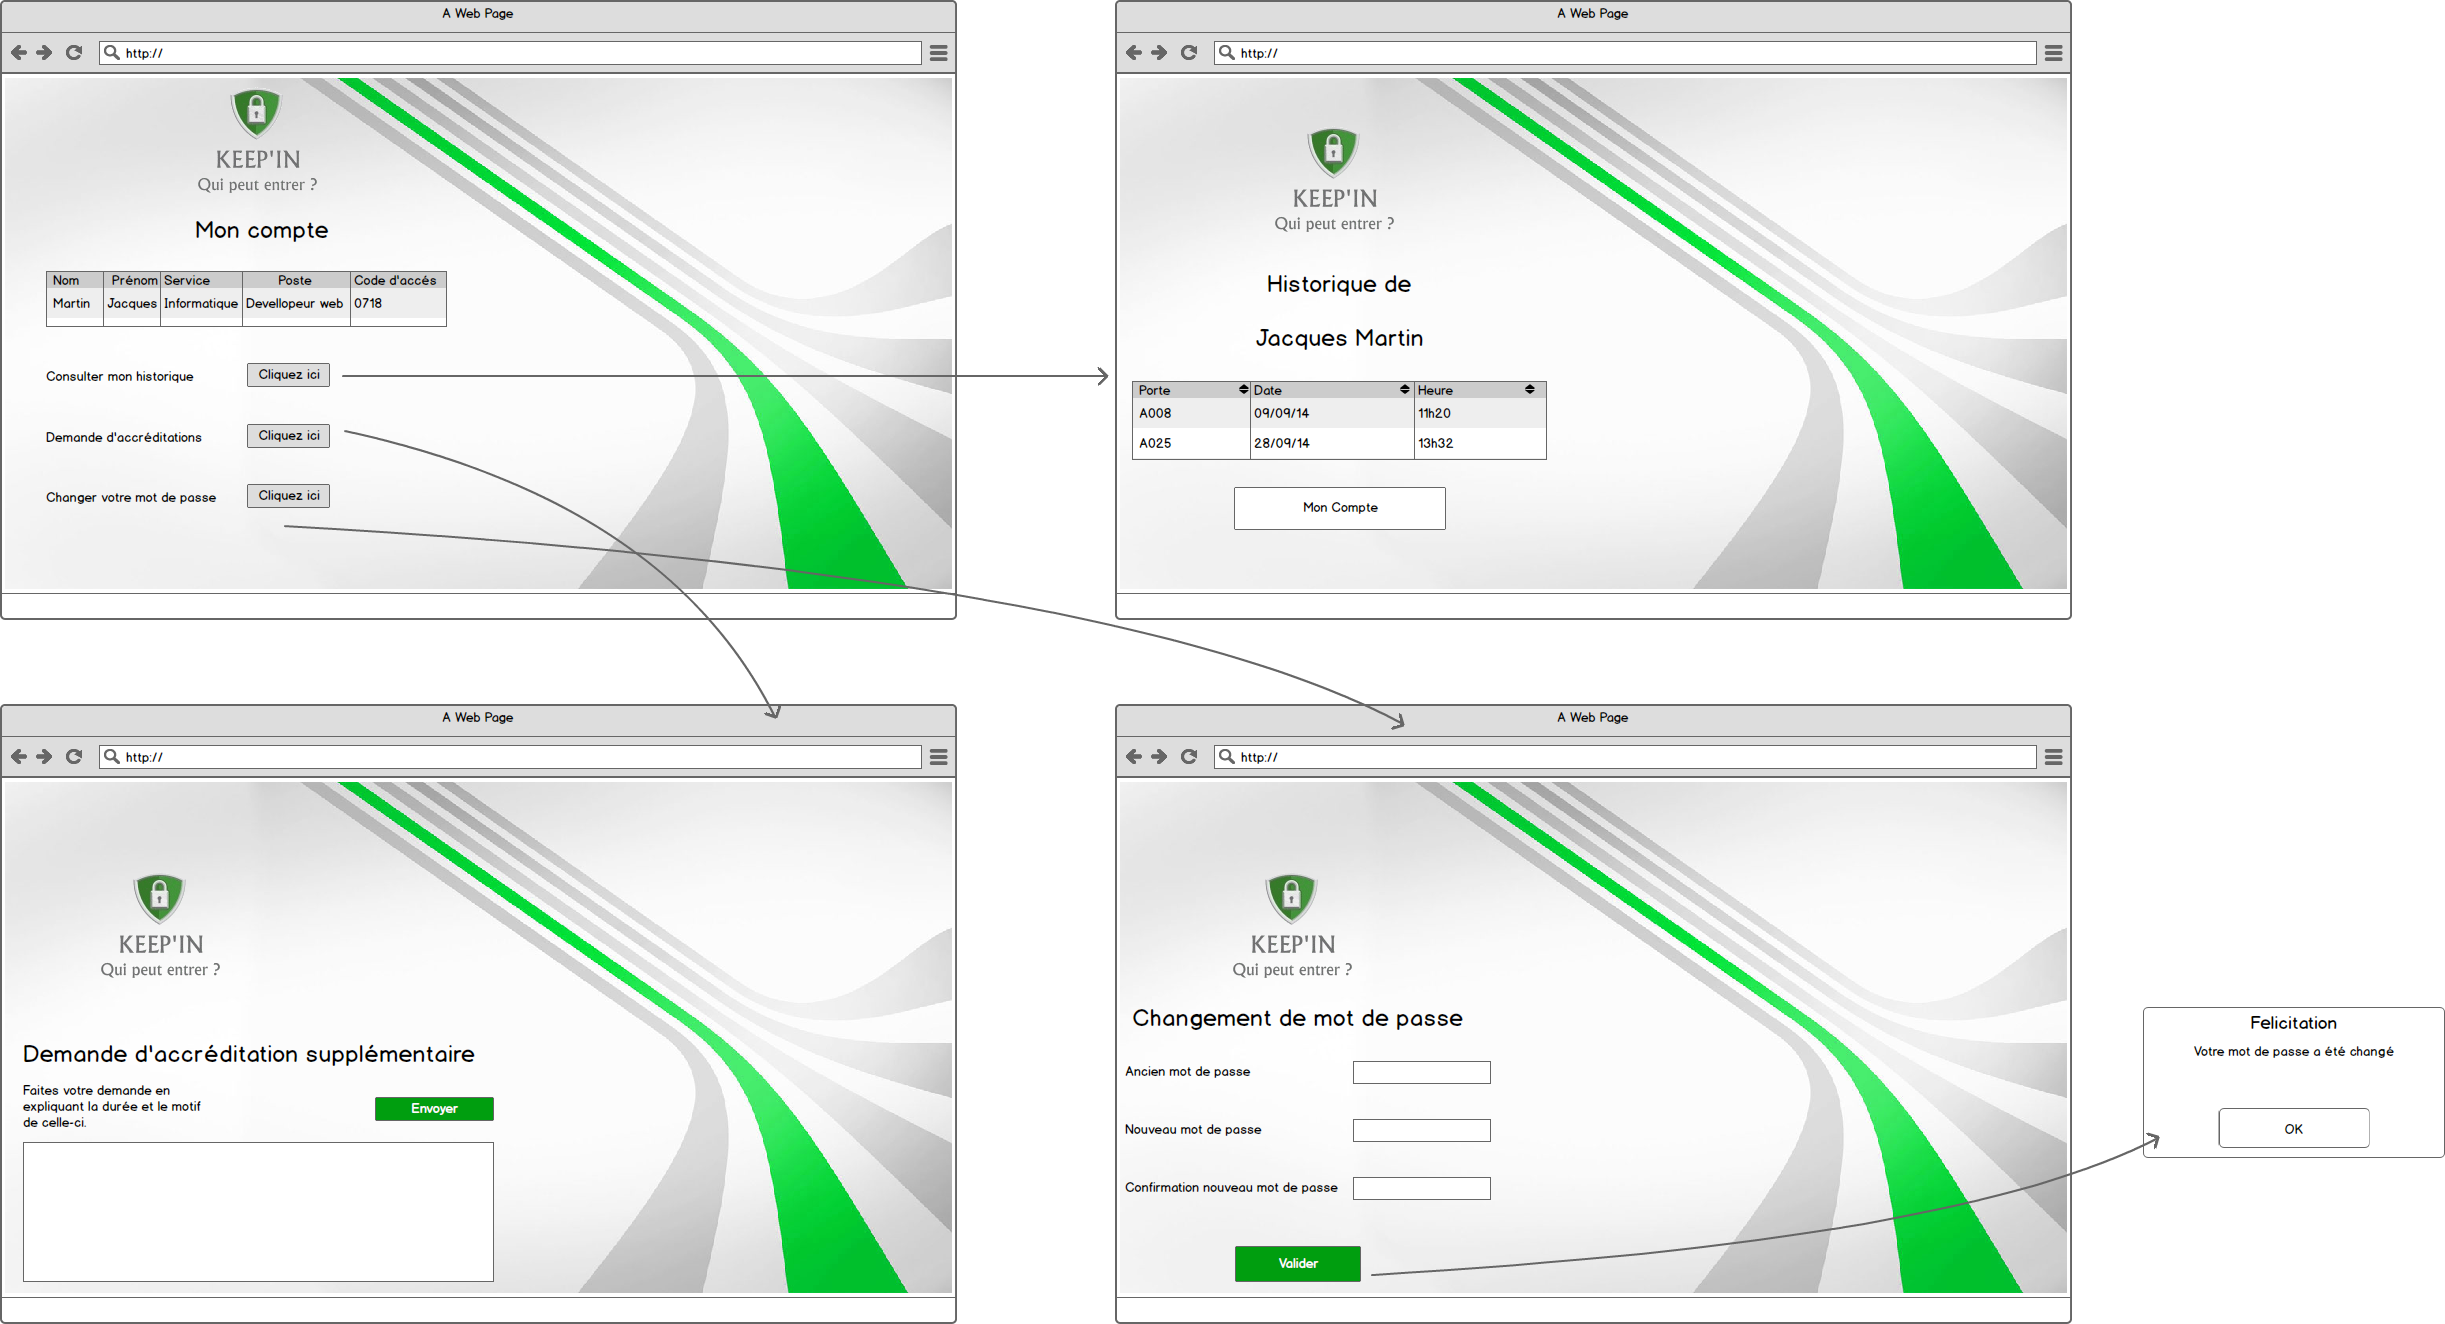 A Web Page
http://
KEEP'IN
Qui peut entrer ?
Mon compte
Nom Prénom Service Poste Code d'accés
Martin Jacques Informatique Devellopeur web 0718
Consulter mon historique Cliquez ici
Demande d'accréditations Cliquez ici
Changer votre mot de passe Cliquez ici
A Web Page
http://
KEEP'IN
Qui peut entrer ?
Historique de
Jacques Martin
Porte Date Heure
A008 09/09/14 11h20
A025 28/09/14 13h32
Mon Compte
A Web Page
http://
KEEP'IN
Qui peut entrer ?
Demande d'accréditation supplémentaire
Faites votre demande en
expliquant la durée et le motif
de celle-ci.
Envoyer
A Web Page
http://
KEEP'IN
Qui peut entrer ?
Changement de mot de passe
Ancien mot de passe
Nouveau mot de passe
Confirmation nouveau mot de passe
Valider
Felicitation
Votre mot de passe a été changé
OK